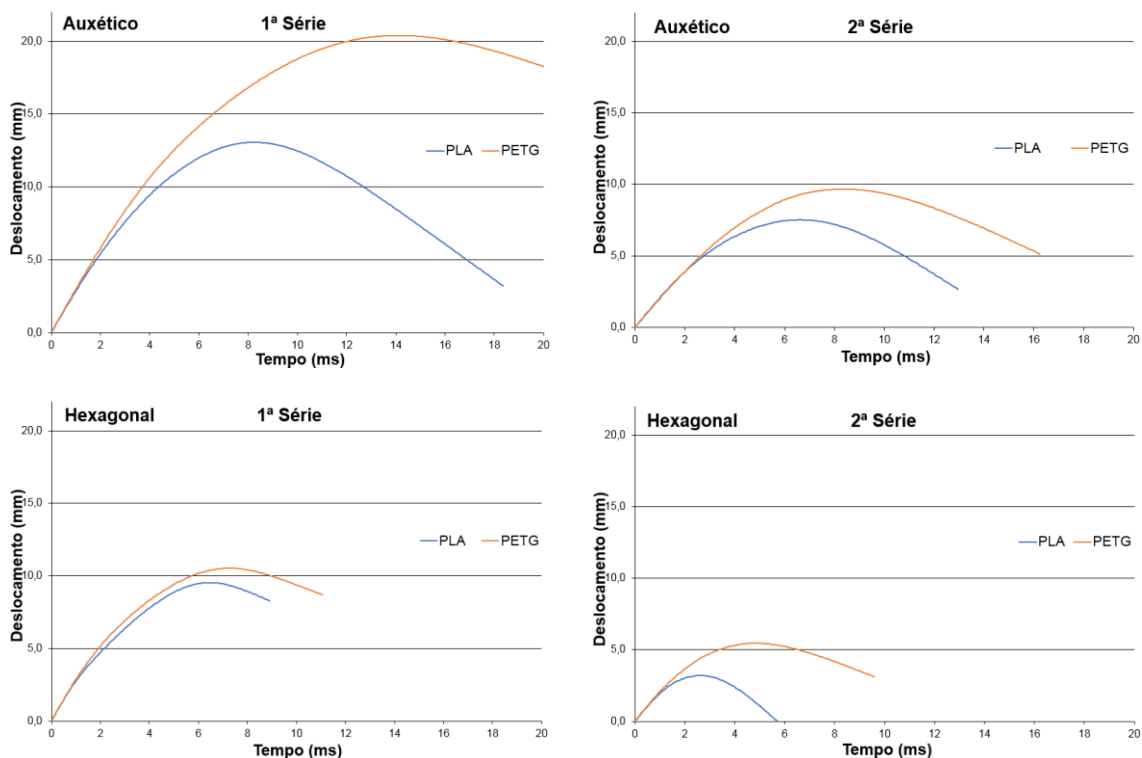 Auxético 1ª Série
20,0
15,0
10,0
5,0
0,0
Deslocamento (mm)
PLA PETG
0 2 4 6 8 10 12 14 16 18 20
Tempo (ms)
Auxético 2ª Série
20,0
15,0
10,0
5,0
0,0
Deslocamento (mm)
PLA PETG
0 2 4 6 8 10 12 14 16 18 20
Tempo (ms)
Hexagonal 1ª Série
20,0
15,0
10,0
5,0
0,0
Deslocamento (mm)
PLA PETG
0 2 4 6 8 10 12 14 16 18 20
Tempo (ms)
Hexagonal 2ª Série
20,0
15,0
10,0
5,0
0,0
Deslocamento (mm)
PLA PETG
0 2 4 6 8 10 12 14 16 18 20
Tempo (ms)